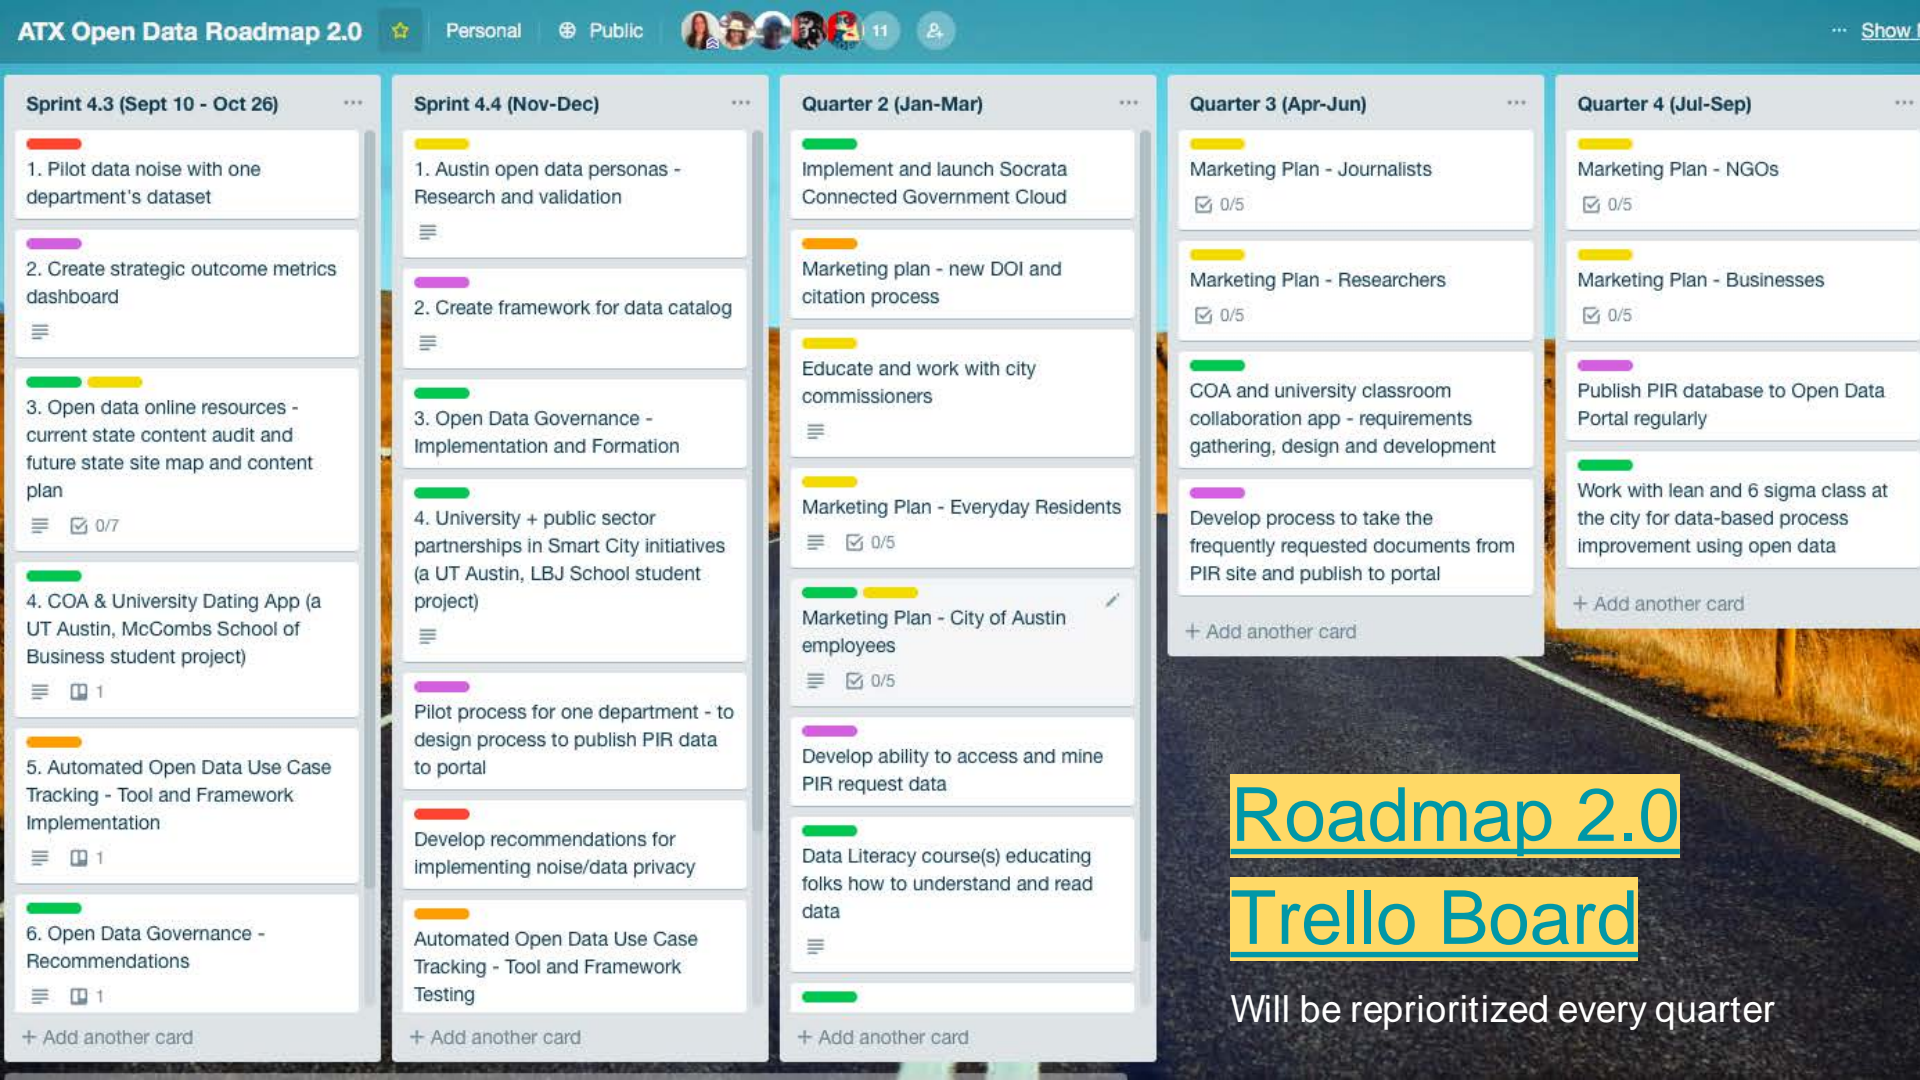 ATX Open Data Roadmap 2.0
Personal
Public
11
Show
Sprint 4.3 (Sept 10 - Oct 26)
1. Pilot data noise with one
department's dataset
2. Create strategic outcome metrics
dashboard
3. Open data online resources -
current state content audit and
future state site map and content
plan
0/7
4. COA & University Dating App (a
UT Austin, McCombs School of
Business student project)
1
5. Automated Open Data Use Case
Tracking - Tool and Framework
Implementation
1
6. Open Data Governance -
Recommendations
1
+ Add another card
Sprint 4.4 (Nov-Dec)
1. Austin open data personas -
Research and validation
2. Create framework for data catalog
3. Open Data Governance -
Implementation and Formation
4. University + public sector
partnerships in Smart City initiatives
(a UT Austin, LBJ School student
project)
Pilot process for one department - to
design process to publish PIR data
to portal
Develop recommendations for
implementing noise/data privacy
Automated Open Data Use Case
Tracking - Tool and Framework
Testing
+ Add another card
Quarter 2 (Jan-Mar)
Implement and launch Socrata
Connected Government Cloud
Marketing plan - new DOI and
citation process
Educate and work with city
commissioners
Marketing Plan - Everyday Residents
0/5
Marketing Plan - City of Austin
employees
0/5
Develop ability to access and mine
PIR request data
Data Literacy course(s) educating
folks how to understand and read
data
+ Add another card
Quarter 3 (Apr-Jun)
Marketing Plan - Journalists
0/5
Marketing Plan - Researchers
0/5
COA and university classroom
collaboration app - requirements
gathering, design and development
Develop process to take the
frequently requested documents from
PIR site and publish to portal
+ Add another card
Quarter 4 (Jul-Sep)
Marketing Plan - NGOs
0/5
Marketing Plan - Businesses
0/5
Publish PIR database to Open Data
Portal regularly
Work with lean and 6 sigma class at
the city for data-based process
improvement using open data
+ Add another card
Roadmap 2.0
Trello Board
Will be reprioritized every quarter